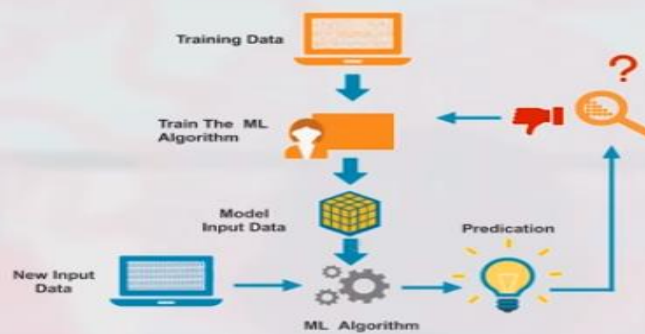 Training Data
?
Train The ML
Algorithm
Model
Input Data
Predication
New Input
Data
ML Algorithm